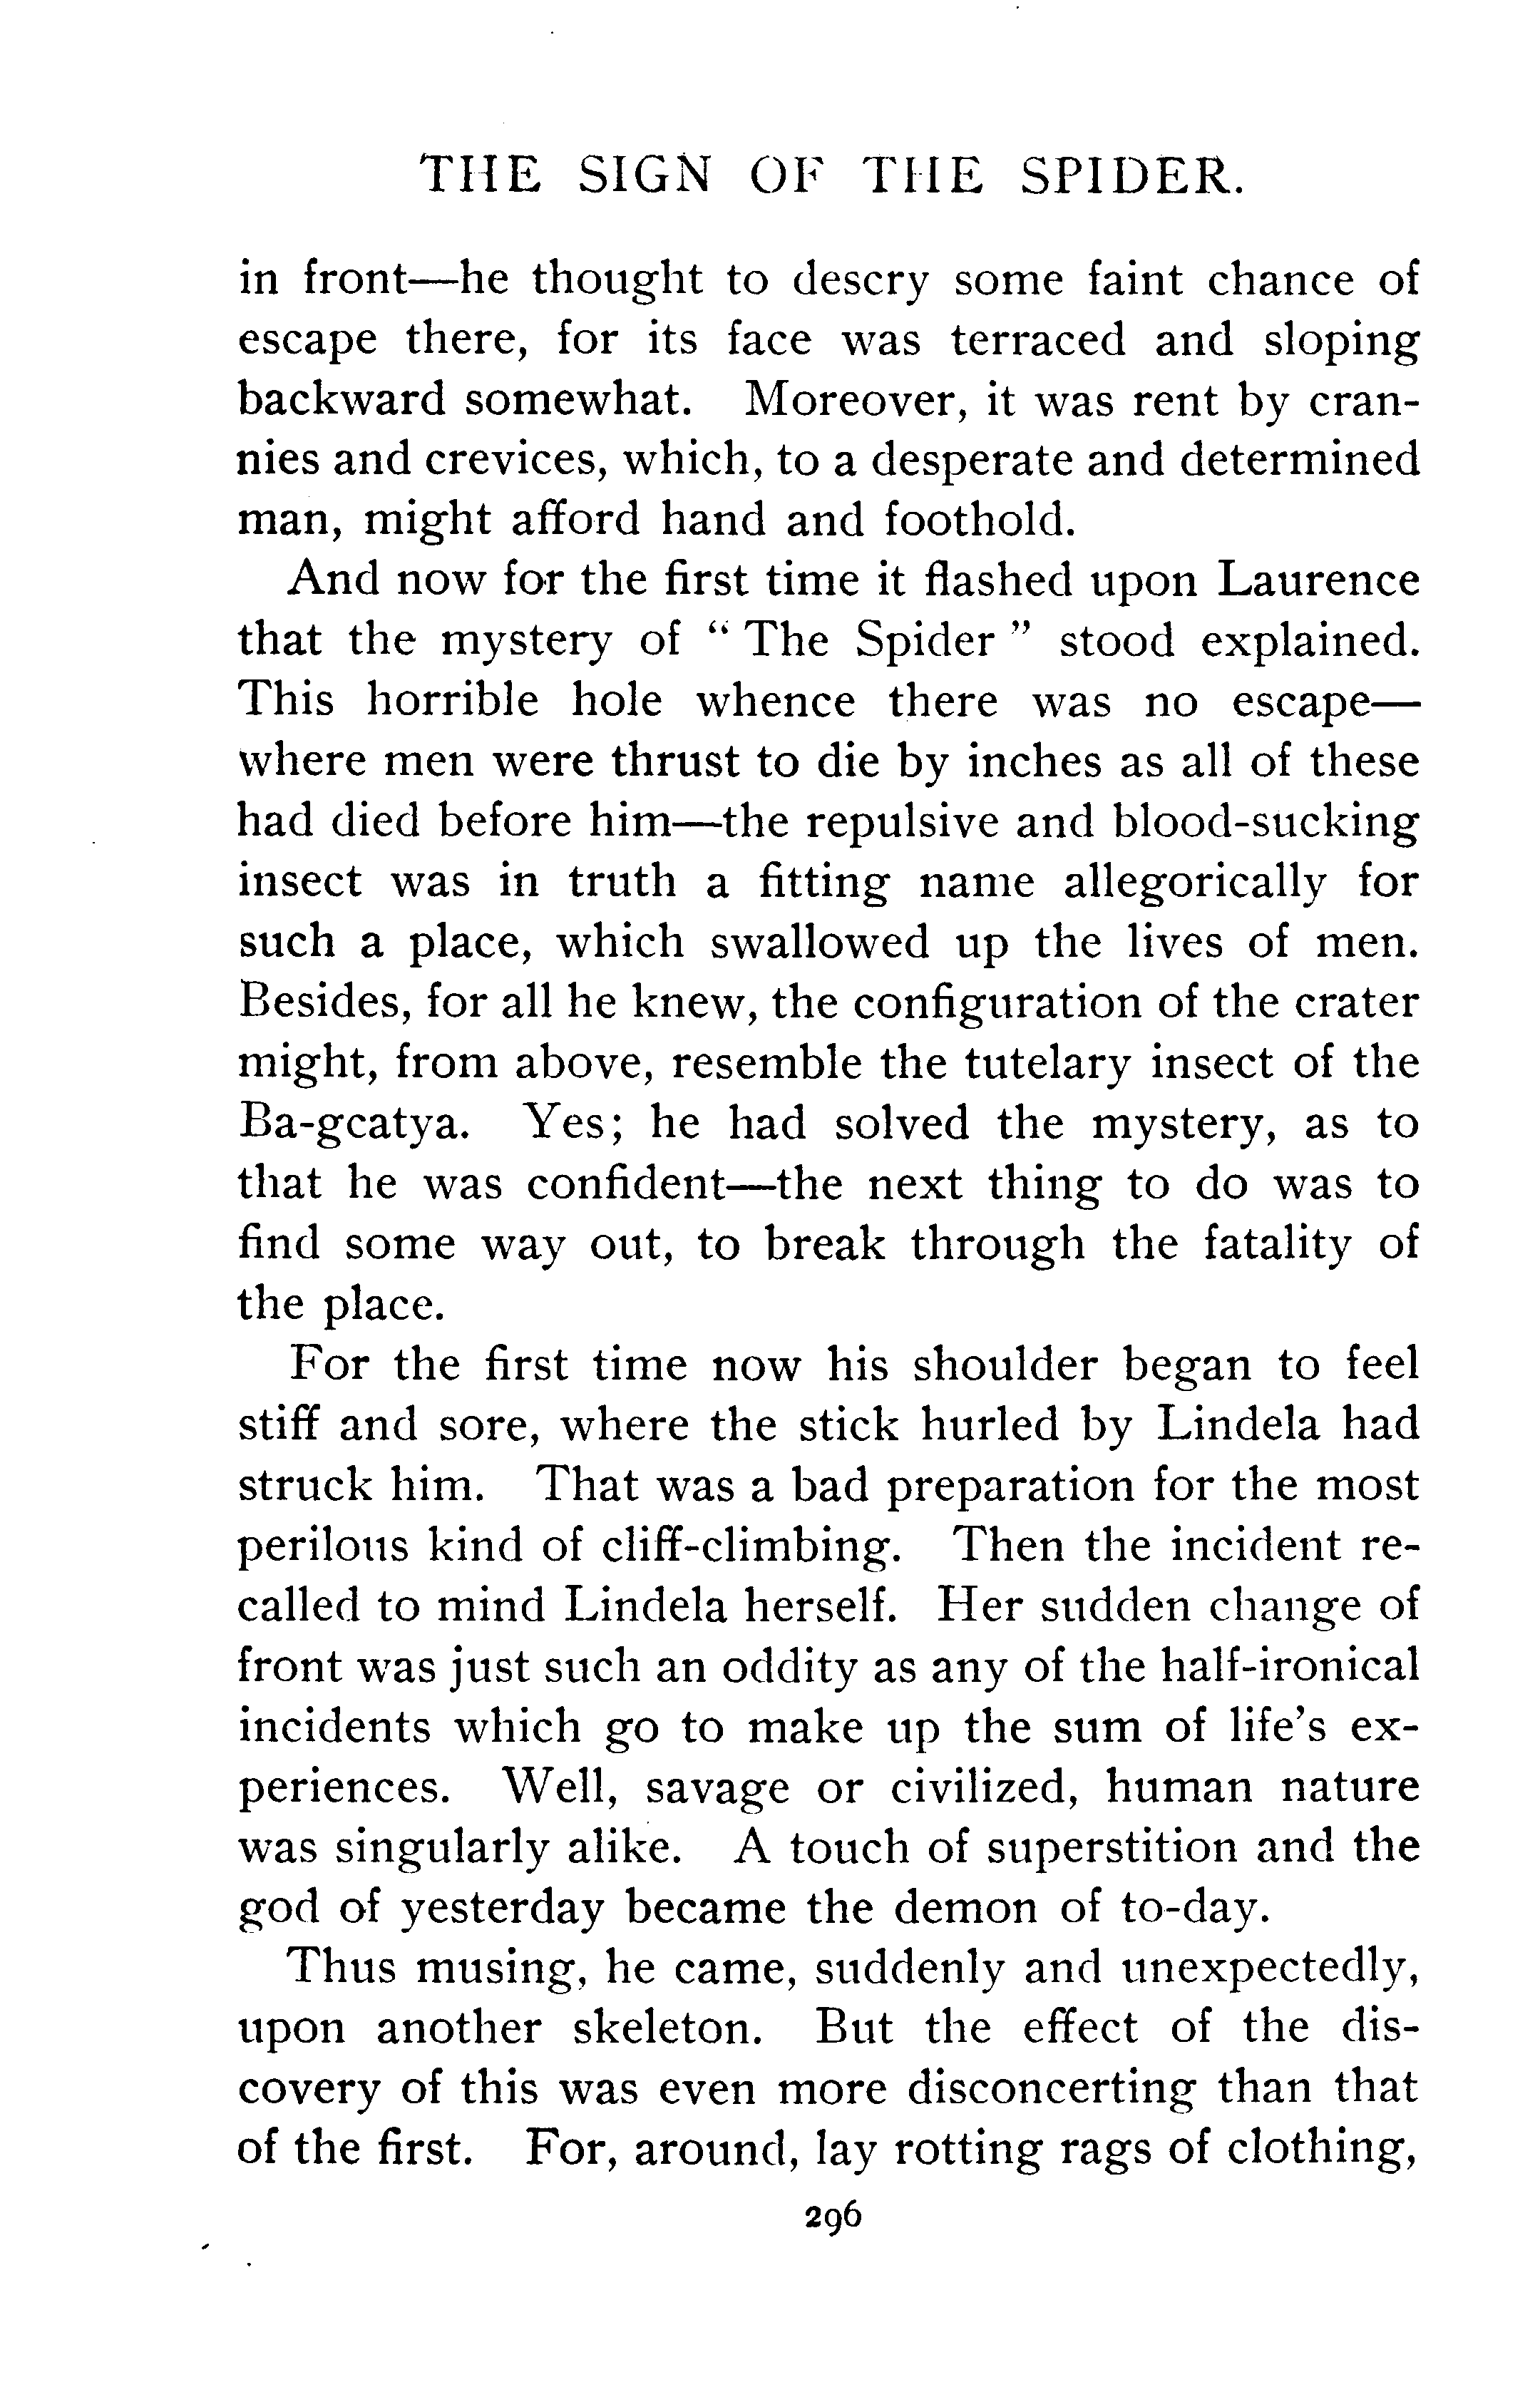 THE SIGN OF THE SPIDER.
in front—he thought to descry some faint chance of
escape there, for its face was terraced and sloping
backward somewhat. Moreover, it was rent by cran-
nies and crevices, which, to a desperate and determined
man, might afford hand and foothold.
And now for the first time it flashed upon Laurence
that the mystery of “ The Spider ” stood explained.
This horrible hole whence there was no escape—
where men were thrust to die by inches as all of these
had died before him—the repulsive and blood-sucking
insect was in truth a fitting name allegorically for
such a place, which swallowed up the lives of men.
Besides, for all he knew, the configuration of the crater
might, from above, resemble the tutelary insect of the
Ba-gcatya. Yes; he had solved the mystery, as to
that he was confident—the next thing to do was to
find some way out, to break through the fatality of
the place.
For the first time now his shoulder began to feel
stiff and sore, where the stick hurled by Lindela had
struck him. That was a bad preparation for the most
perilous kind of cliff-climbing. Then the incident re-
called to mind Lindela herself. Her sudden change of
front was just such an oddity as any of the half-ironical
incidents which go to make up the sum of life’s ex-
periences. Well, savage or civilized, human nature
was singularly alike. A touch of superstition and the
god of yesterday became the demon of to-day.
Thus musing, he came, suddenly and unexpectedly,
upon another skeleton. But the effect of the dis-
covery of this was even more disconcerting than that
of the first. For, around, lay rotting rags of clothing,
296